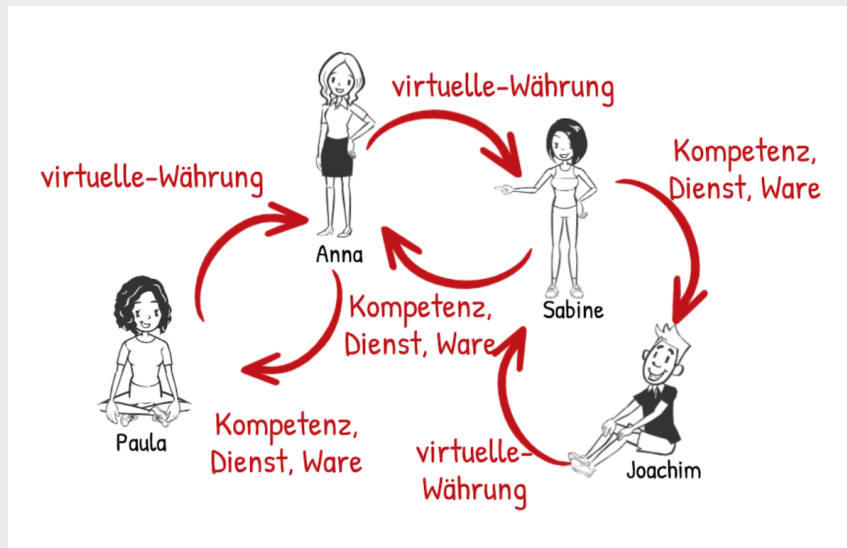 virtuelle-Währung
virtuelle-Währung
Kompetenz,
Dienst, Ware
Anna
Kompetenz,
Dienst, Ware
Sabine
Paula
Kompetenz,
Dienst, Ware
virtuelle-
Währung
Joachim